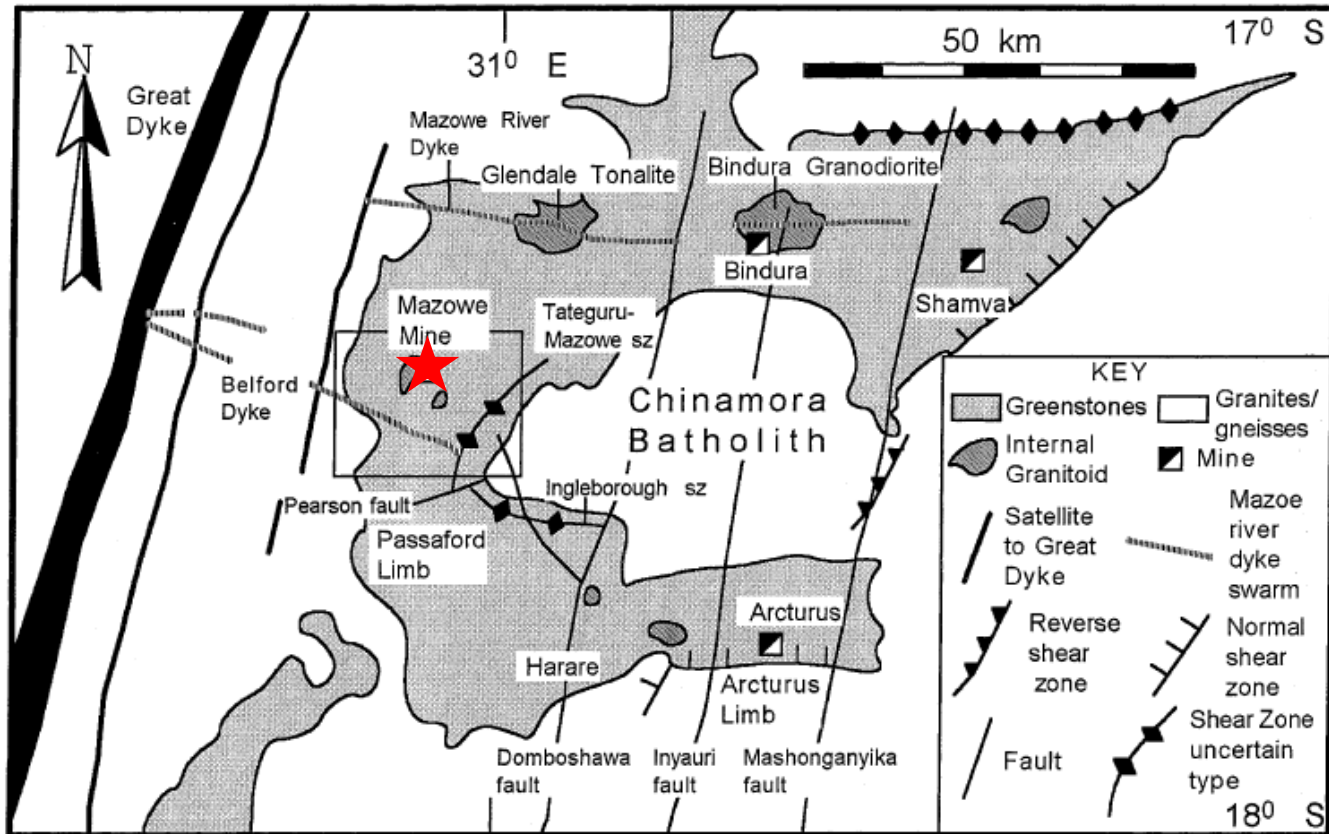 17⁰ S
50 km
31⁰ E
N
Great
Dyke
Mazowe River
Dyke
Glendale Tonalite
Bindura Granodiorite
Bindura
Shamva
Mazowe
Mine
Tateguru-
Mazowe sz
Belford
Dyke
Chinamora
Batholith
Ingleborough sz
Pearson fault
Passaford
Limb
Arcturus
Harare
Arcturus
Limb
Domboshawa
fault
Inyauri
fault
Mashonganyika
fault
KEY
Greenstones
Granites/
gneisses
Internal
Granitoid
Mine
Satellite
to Great
Dyke
Mazoe
river
dyke
swarm
Reverse
shear
zone
Normal
shear
zone
Fault
Shear Zone
uncertain
type
18⁰ S